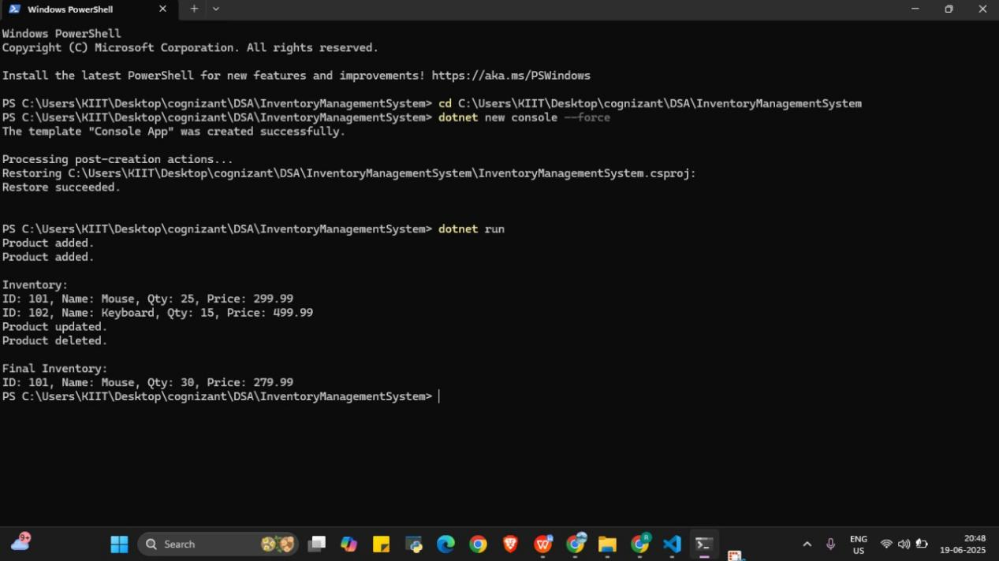 Windows PowerShell
Windows PowerShell
Copyright (C) Microsoft Corporation. All rights reserved.
Install the latest PowerShell for new features and improvements! https://aka.ms/PSWindows
PS C:\Users\KIIT\Desktop\cognizant\DSA\InventoryManagementSystem> cd C:\Users\KIIT\Desktop\cognizant\DSA\InventoryManagementSystem
PS C:\Users\KIIT\Desktop\cognizant\DSA\InventoryManagementSystem> dotnet new console --force
The template "Console App" was created successfully.
Processing post-creation actions...
Restoring C:\Users\KIIT\Desktop\cognizant\DSA\InventoryManagementSystem\InventoryManagementSystem.csproj:
Restore succeeded.
PS C:\Users\KIIT\Desktop\cognizant\DSA\InventoryManagementSystem> dotnet run
Product added.
Product added.
Inventory:
ID: 101, Name: Mouse, Qty: 25, Price: 299.99
ID: 102, Name: Keyboard, Qty: 15, Price: 499.99
Product updated.
Product deleted.
Final Inventory:
ID: 101, Name: Mouse, Qty: 30, Price: 279.99
PS C:\Users\KIIT\Desktop\cognizant\DSA\InventoryManagementSystem>
9+
Search
ENG
US
20:48
19-06-2025